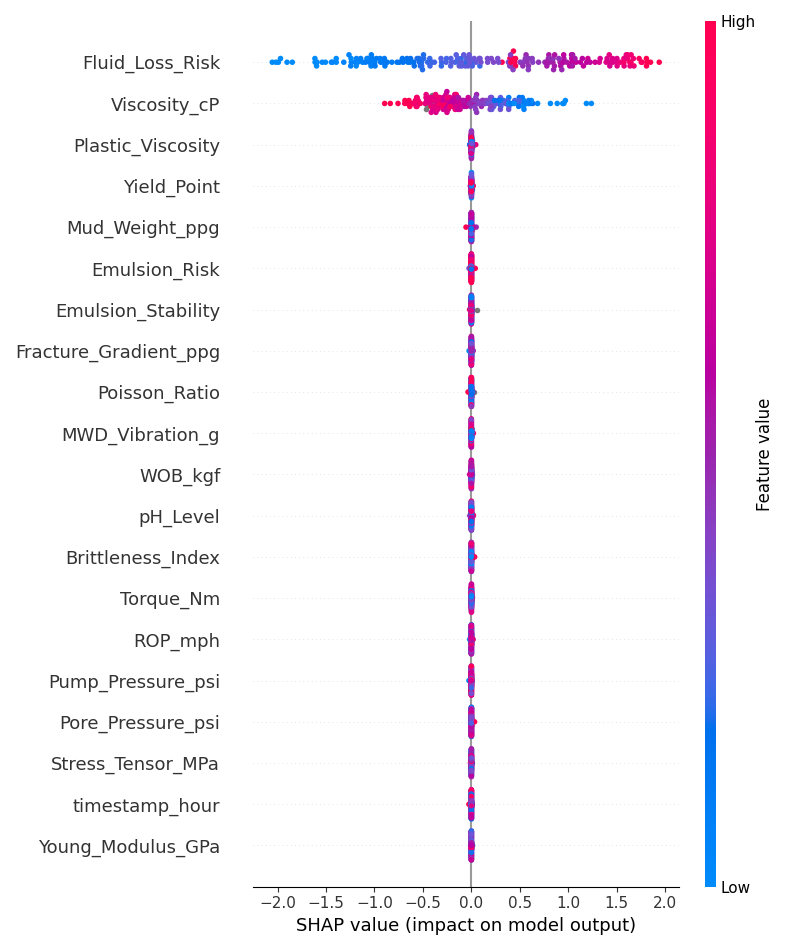 High
Fluid_Loss_Risk
Viscosity_cP
Plastic_Viscosity
Yield_Point
Mud_Weight_ppg
Emulsion_Risk
Emulsion_Stability
Fracture_Gradient_ppg
Poisson_Ratio
MWD_Vibration_g
WOB_kgf
pH_Level
Brittleness_Index
Torque_Nm
ROP_mph
Pump_Pressure_psi
Pore_Pressure_psi
Stress_Tensor_MPa
timestamp_hour
Young_Modulus_GPa
Feature value
Low
−2.0 −1.5 −1.0 −0.5 0.0 0.5 1.0 1.5 2.0
SHAP value (impact on model output)